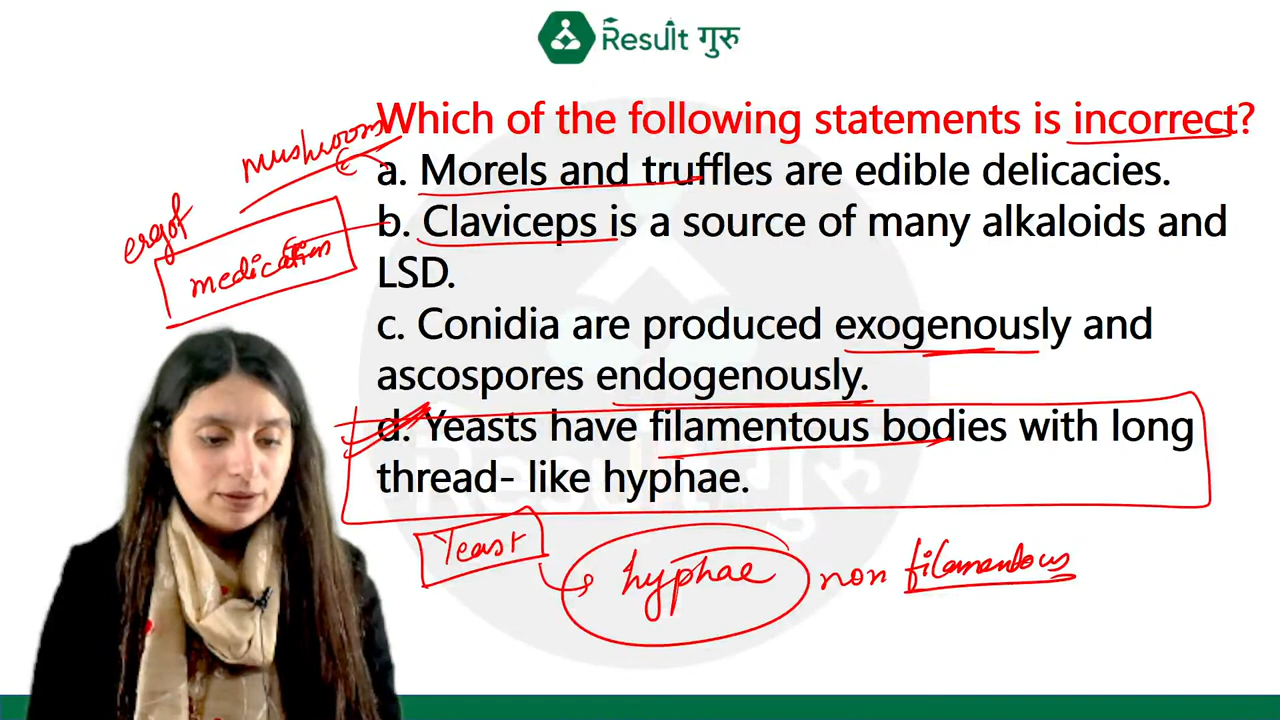 Result गुरु
Which of the following statements is incorrect?
mushrooms
a. Morels and truffles are edible delicacies.
ergot
b. Claviceps is a source of many alkaloids and
LSD.
medication
c. Conidia are produced exogenously and
ascospores endogenously.
d. Yeasts have filamentous bodies with long
thread- like hyphae.
Yeast
hyphae non filamentous